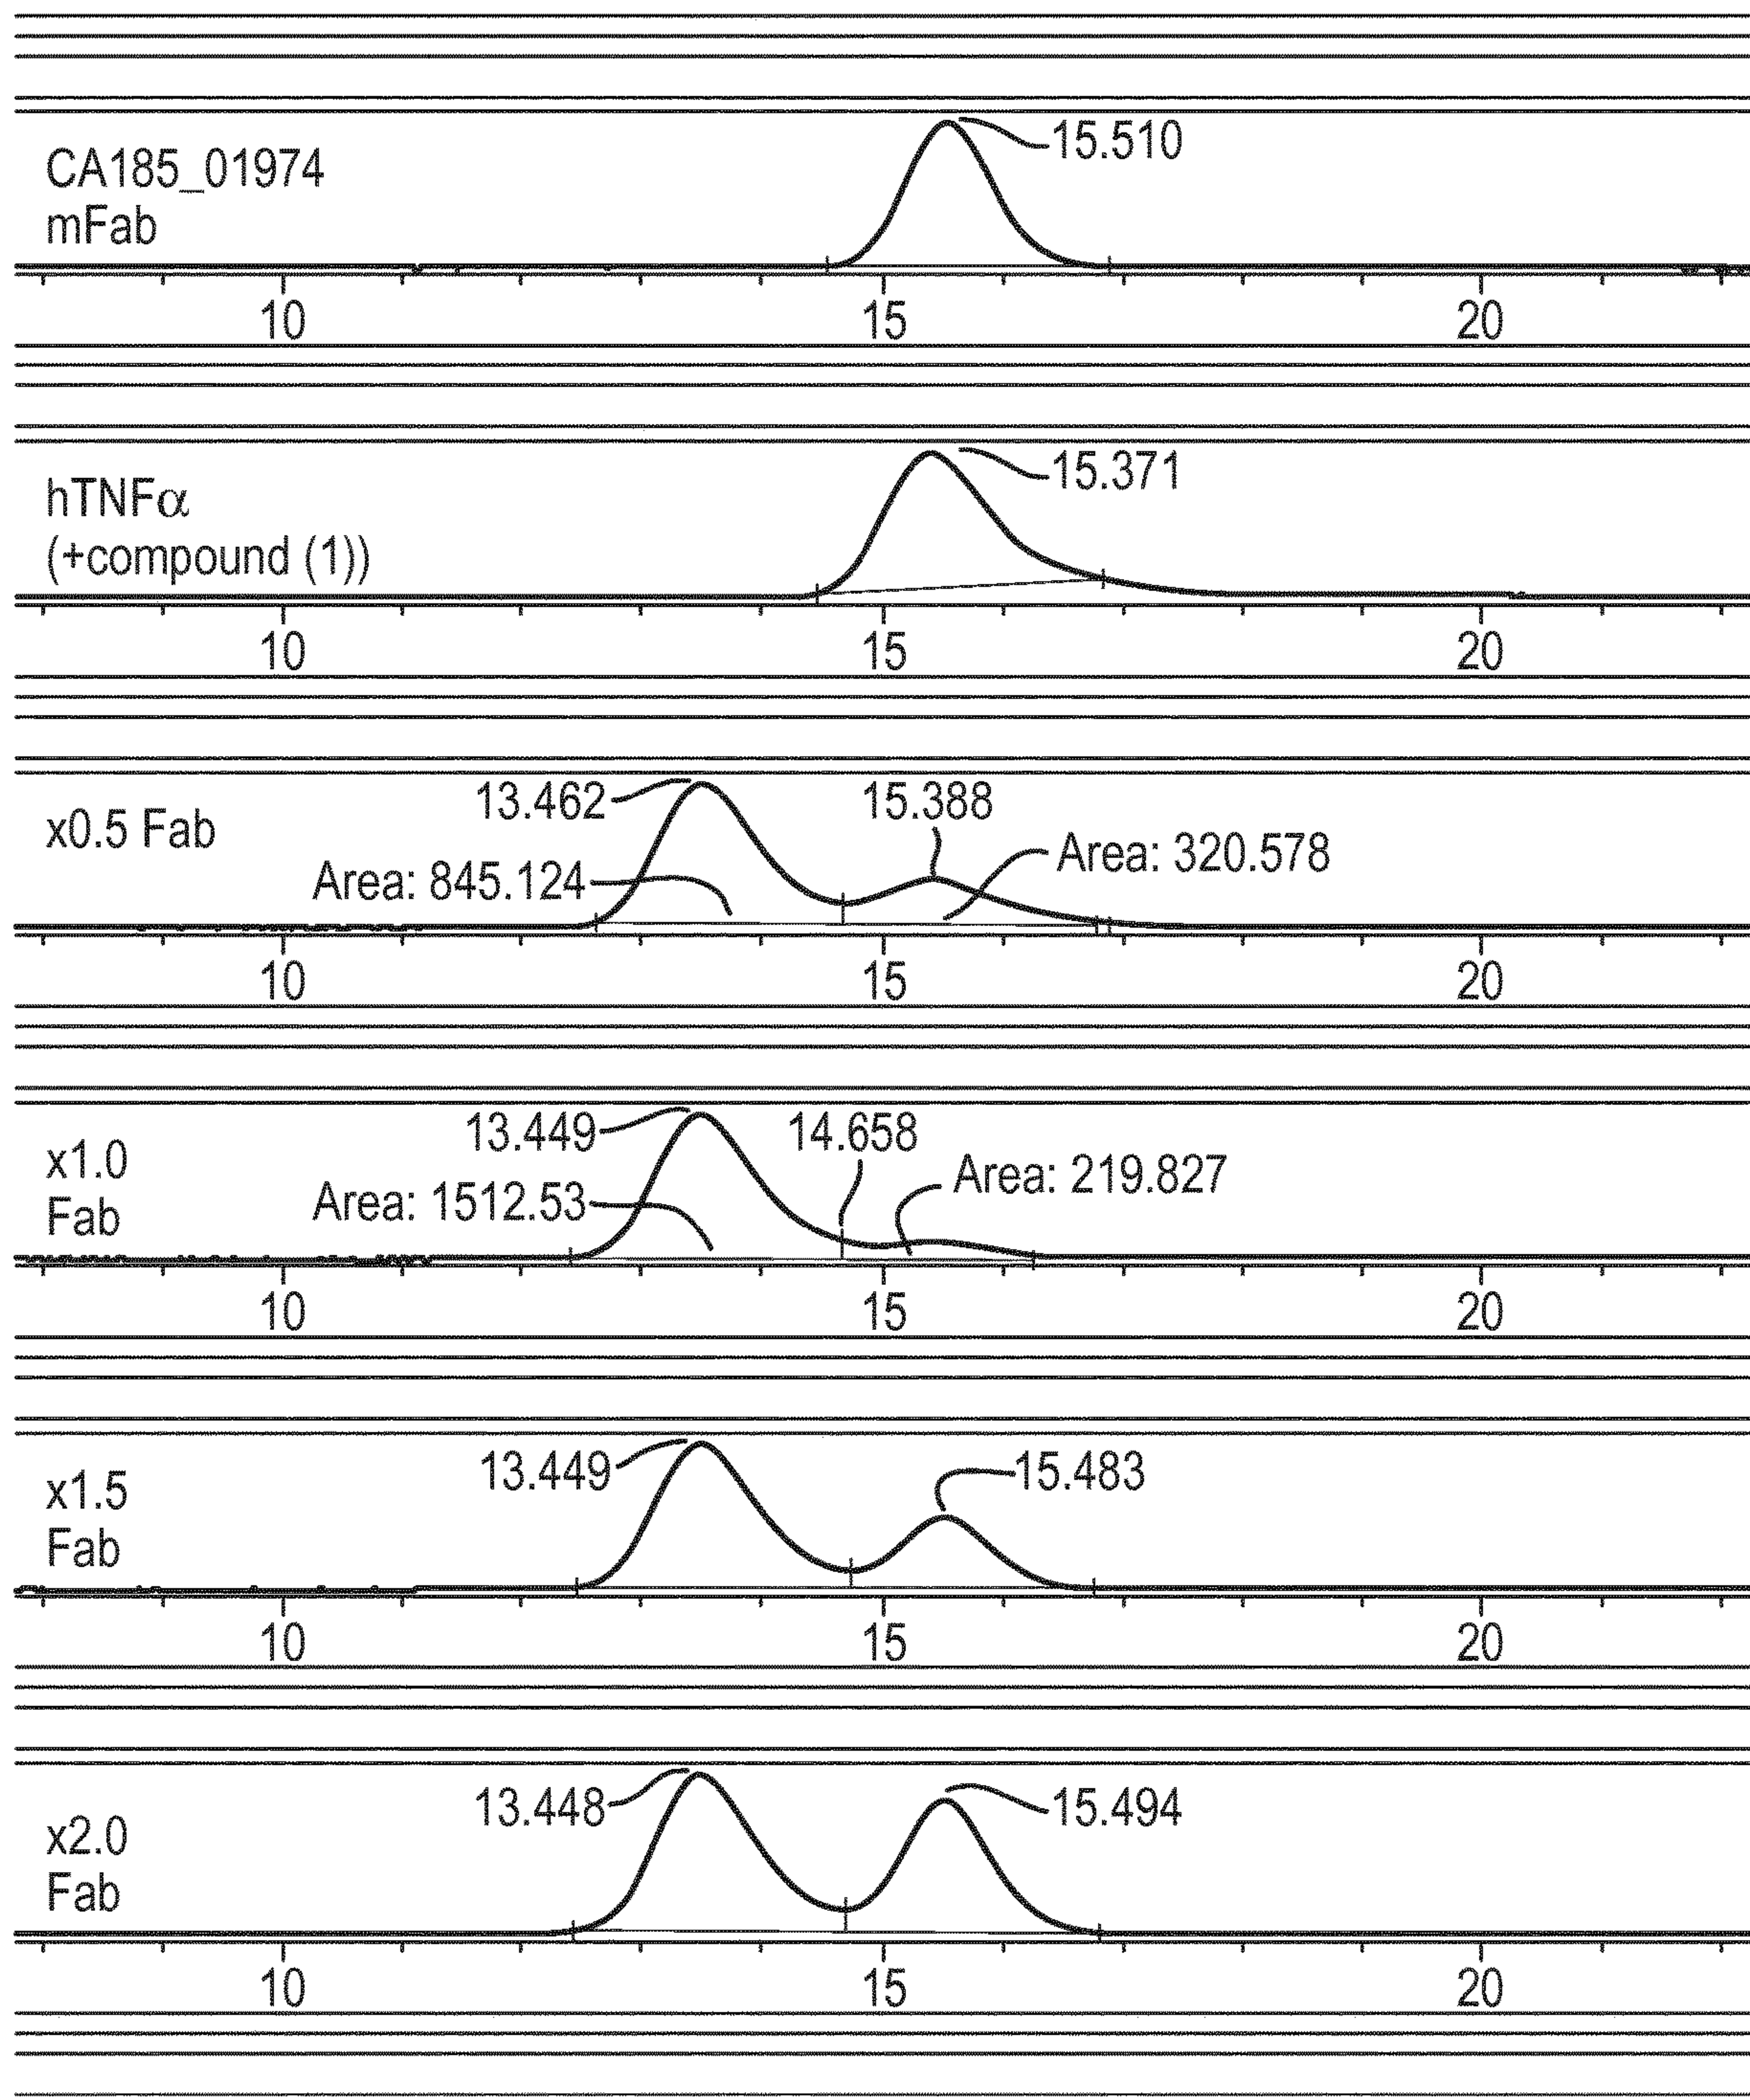 CA185_01974
mFab
15.510
10 15 20
hTNFα
(+compound (1))
15.371
10 15 20
x0.5 Fab
13.462 15.388
Area: 845.124 Area: 320.578
10 15 20
x1.0
Fab
13.449 14.658
Area: 1512.53 Area: 219.827
10 15 20
x1.5
Fab
13.449 15.483
10 15 20
x2.0
Fab
13.448 15.494
10 15 20